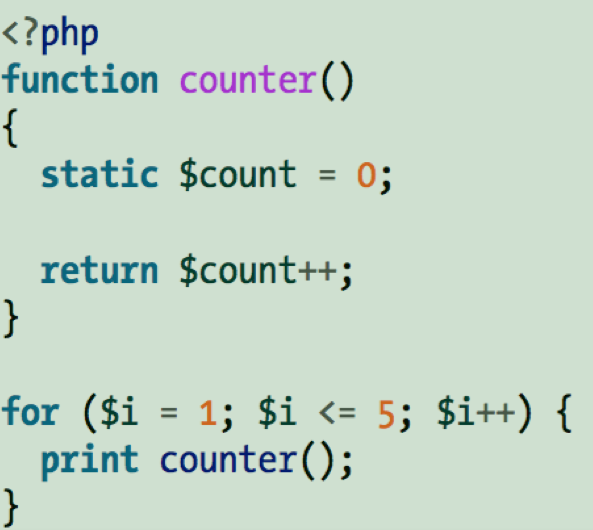 <?php
function counter()
{
  static $count = 0;

  return $count++;
}

for ($i = 1; $i <= 5; $i++) {
  print counter();
}